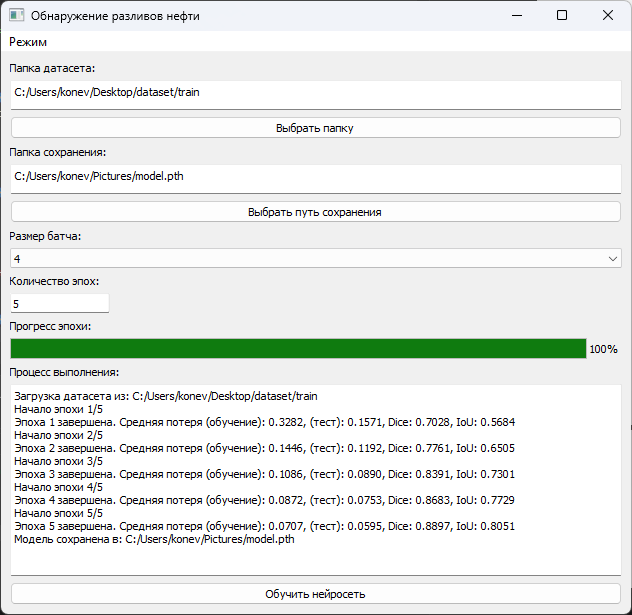 Обнаружение разливов нефти
Режим
Папка датасета:
C:/Users/konev/Desktop/dataset/train
Выбрать папку
Папка сохранения:
C:/Users/konev/Pictures/model.pth
Выбрать путь сохранения
Размер батча:
4
Количество эпох:
5
Прогресс эпохи:
100%
Процесс выполнения:
Загрузка датасета из: C:/Users/konev/Desktop/dataset/train
Начало эпохи 1/5
Эпоха 1 завершена. Средняя потеря (обучение): 0.3282, (тест): 0.1571, Dice: 0.7028, IoU: 0.5684
Начало эпохи 2/5
Эпоха 2 завершена. Средняя потеря (обучение): 0.1446, (тест): 0.1192, Dice: 0.7761, IoU: 0.6505
Начало эпохи 3/5
Эпоха 3 завершена. Средняя потеря (обучение): 0.1086, (тест): 0.0890, Dice: 0.8391, IoU: 0.7301
Начало эпохи 4/5
Эпоха 4 завершена. Средняя потеря (обучение): 0.0872, (тест): 0.0753, Dice: 0.8683, IoU: 0.7729
Начало эпохи 5/5
Эпоха 5 завершена. Средняя потеря (обучение): 0.0707, (тест): 0.0595, Dice: 0.8897, IoU: 0.8051
Модель сохранена в: C:/Users/konev/Pictures/model.pth
Обучить нейросеть